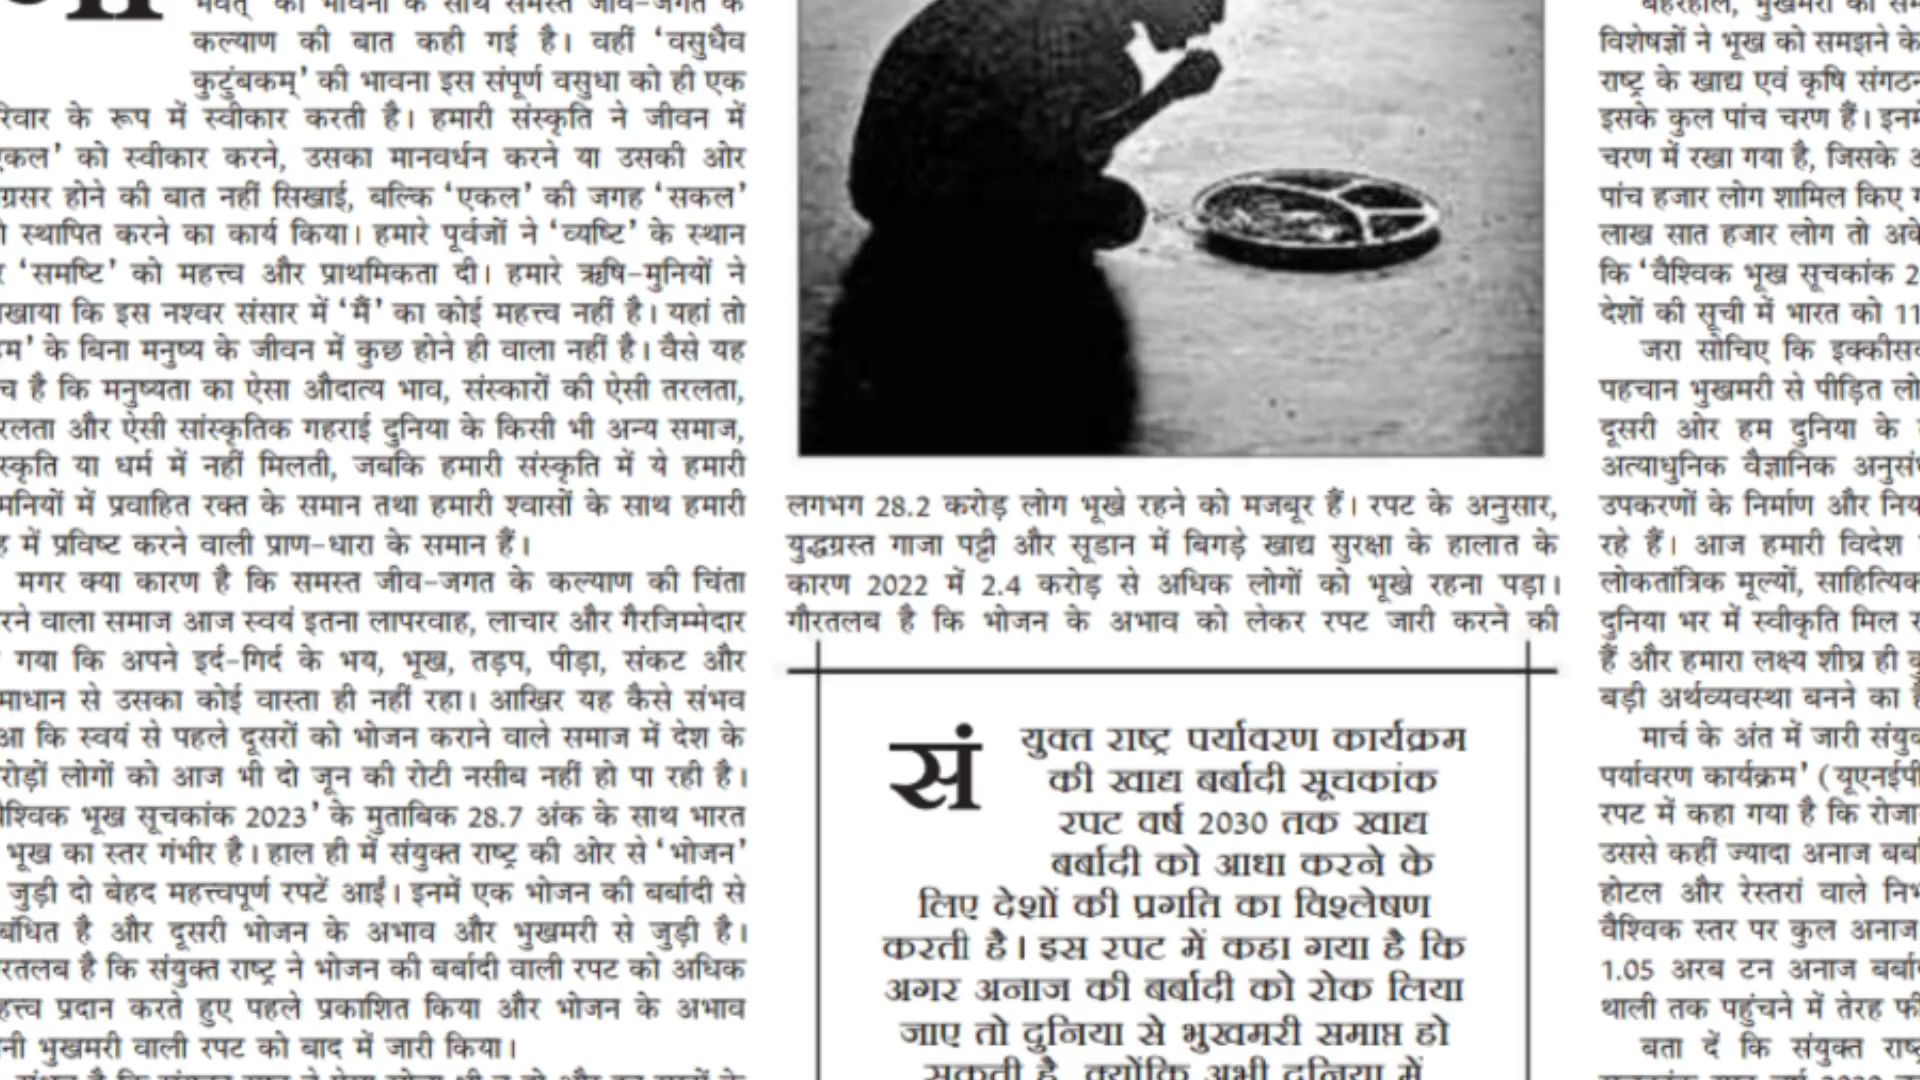 भवतु' की भावना के साथ समस्त जीव-जगत के
कल्याण की बात कही गई है। वहीं 'वसुधैव
कुटुंबकम्' की भावना इस संपूर्ण वसुधा को ही एक
के रूप में स्वीकार करती है। हमारी संस्कृति ने जीवन में
को स्वीकार करने, उसका मानवर्धन करने या उसकी ओर
होने की बात नहीं सिखाई, बल्कि 'एकल' की जगह 'सकल'
स्थापित करने का कार्य किया। हमारे पूर्वजों ने 'व्यष्टि' के स्थान
'समष्टि' को महत्त्व और प्राथमिकता दी। हमारे ऋषि-मुनियों ने
कि इस नश्वर संसार में 'मैं' का कोई महत्त्व नहीं है। यहां तो
के बिना मनुष्य के जीवन में कुछ होने ही वाला नहीं है। वैसे यह
है कि मनुष्यता का ऐसा औदात्य भाव, संस्कारों की ऐसी तरलता,
और ऐसी सांस्कृतिक गहराई दुनिया के किसी भी अन्य समाज,
या धर्म में नहीं मिलती, जबकि हमारी संस्कृति में ये हमारी
में प्रवाहित रक्त के समान तथा हमारी श्वासों के साथ हमारी
में प्रविष्ट करने वाली प्राण-धारा के समान हैं।
मगर क्या कारण है कि समस्त जीव-जगत के कल्याण की चिंता
वाला समाज आज स्वयं इतना लापरवाह, लाचार और गैरजिम्मेदार
गया कि अपने इर्द-गिर्द के भय, भूख, तड़प, पीड़ा, संकट और
से उसका कोई वास्ता ही नहीं रहा। आखिर यह कैसे संभव
कि स्वयं से पहले दूसरों को भोजन कराने वाले समाज में देश के
लोगों को आज भी दो जून की रोटी नसीब नहीं हो पा रही है।
भूख सूचकांक 2023' के मुताबिक 28.7 अंक के साथ भारत
भूख का स्तर गंभीर है। हाल ही में संयुक्त राष्ट्र की ओर से 'भोजन'
जुड़ी दो बेहद महत्त्वपूर्ण रपटें आईं। इनमें एक भोजन की बर्बादी से
है और दूसरी भोजन के अभाव और भुखमरी से जुड़ी है।
है कि संयुक्त राष्ट्र ने भोजन की बर्बादी वाली रपट को अधिक
प्रदान करते हुए पहले प्रकाशित किया और भोजन के अभाव
भुखमरी वाली रपट को बाद में जारी किया।
लगभग 28.2 करोड़ लोग भूखे रहने को मजबूर हैं। रपट के अनुसार,
युद्धग्रस्त गाजा पट्टी और सूडान में बिगड़े खाद्य सुरक्षा के हालात के
कारण 2022 में 2.4 करोड़ से अधिक लोगों को भूखे रहना पड़ा।
गौरतलब है कि भोजन के अभाव को लेकर रपट जारी करने की
संयुक्त राष्ट्र पर्यावरण कार्यक्रम
की खाद्य बर्बादी सूचकांक
रपट वर्ष 2030 तक खाद्य
बर्बादी को आधा करने के
लिए देशों की प्रगति का विश्लेषण
करती है। इस रपट में कहा गया है कि
अगर अनाज की बर्बादी को रोक लिया
जाए तो दुनिया से भुखमरी समाप्त हो
सकती है, क्योंकि अभी दुनिया में
बहरहाल, भुखमरी की
विशेषज्ञों ने भूख को समझने के
राष्ट्र के खाद्य एवं कृषि
इसके कुल पांच चरण हैं।
चरण में रखा गया है, जिसके
पांच हजार लोग शामिल किए
लाख सात हजार लोग तो
कि 'वैश्विक भूख सूचकांक
देशों की सूची में भारत को
जरा सोचिए कि
पहचान भुखमरी से पीड़ित
दूसरी ओर हम दुनिया के
अत्याधुनिक वैज्ञानिक
उपकरणों के निर्माण और
रहे हैं। आज हमारी विदेश
लोकतांत्रिक मूल्यों,
दुनिया भर में स्वीकृति मिल
हैं और हमारा लक्ष्य शीघ्र ही
बड़ी अर्थव्यवस्था बनने का
मार्च के अंत में जारी
पर्यावरण कार्यक्रम'
रपट में कहा गया है कि
उससे कहीं ज्यादा अनाज
होटल और रेस्तरां वाले
वैश्विक स्तर पर कुल अनाज
1.05 अरब टन अनाज
थाली तक पहुंचने में तेरह
बता दें कि संयुक्त